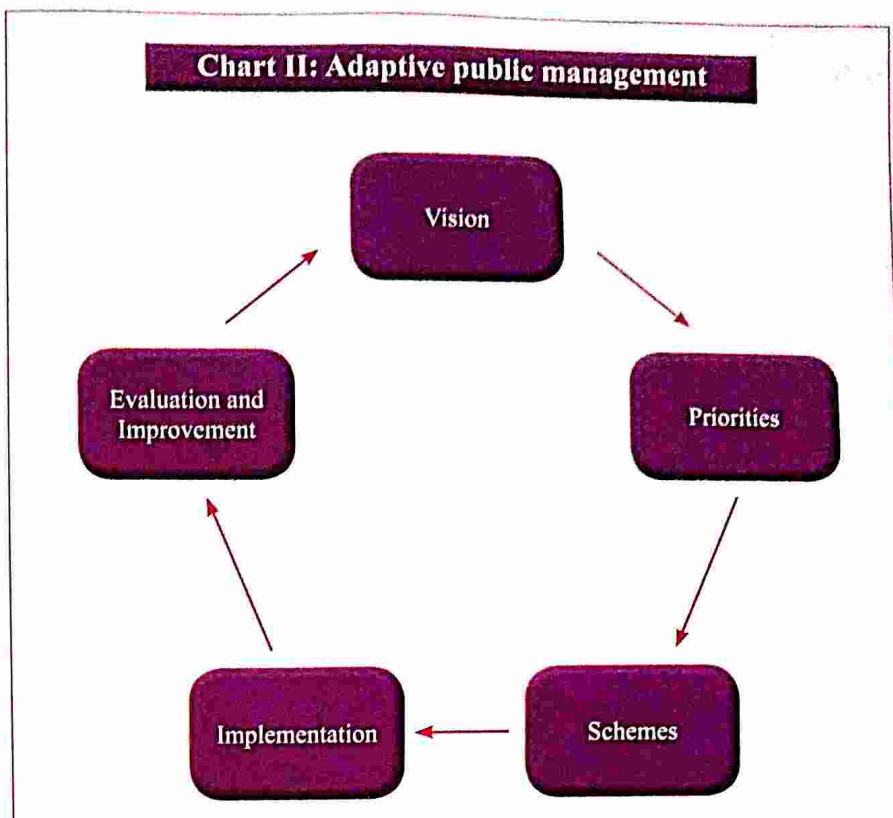 Chart II: Adaptive public management
Vision
Priorities
Schemes
Implementation
Evaluation and
Improvement